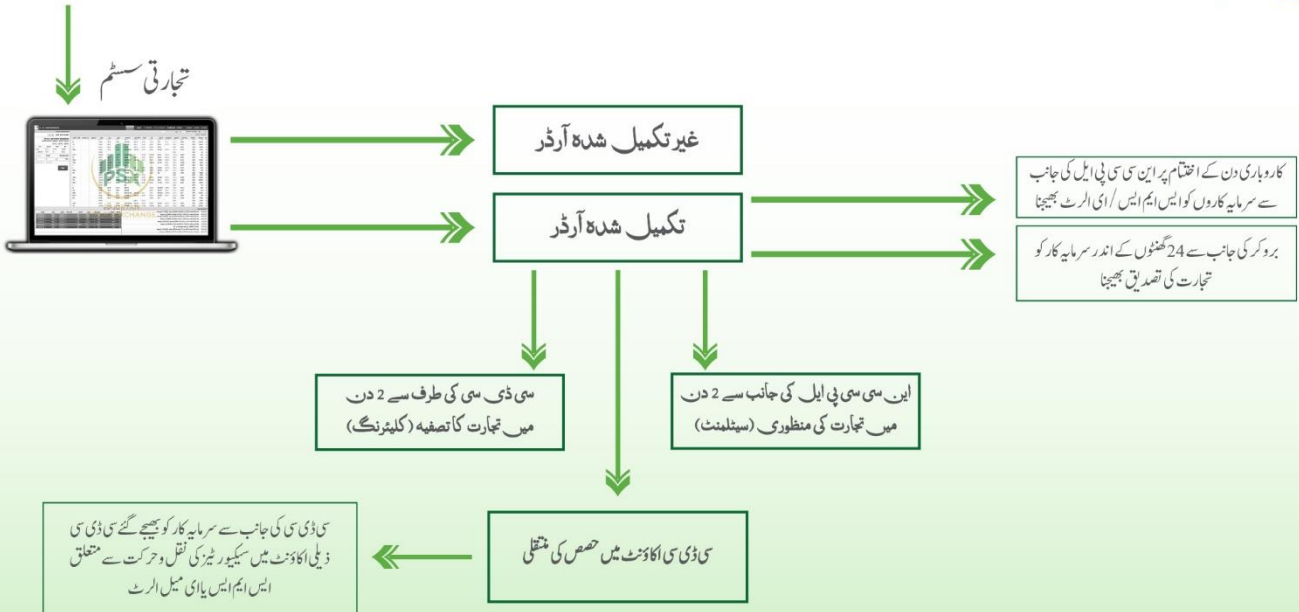 تجارتی سسٹم
غیر تکمیل شدہ آرڈر
تکمیل شدہ آرڈر
کاروباری دن کے اختتام پر این سی سی پی ایل کی جانب
سے سرمایہ کاروں کو ایس ایم ایس / ای الرٹ بھیجنا
بروکر کی جانب سے 24 گھنٹوں کے اندر سرمایہ کار کو
تجارت کی تصدیق بھیجنا
این سی سی پی ایل کی جانب سے 2 دن
میں تجارت کی منظوری (سیٹلمنٹ)
سی ڈی سی کی طرف سے 2 دن
میں تجارت کا تصفیہ (کلیئرنگ)
سی ڈی سی اکاؤنٹ میں حصص کی منتقلی
سی ڈی سی کی جانب سے سرمایہ کار کو بھیجے گئے سی ڈی سی
ذیلی اکاؤنٹ میں سیکیورٹیز کی نقل و حرکت سے متعلق
ایس ایم ایس یا ای میل الرٹ
PSX